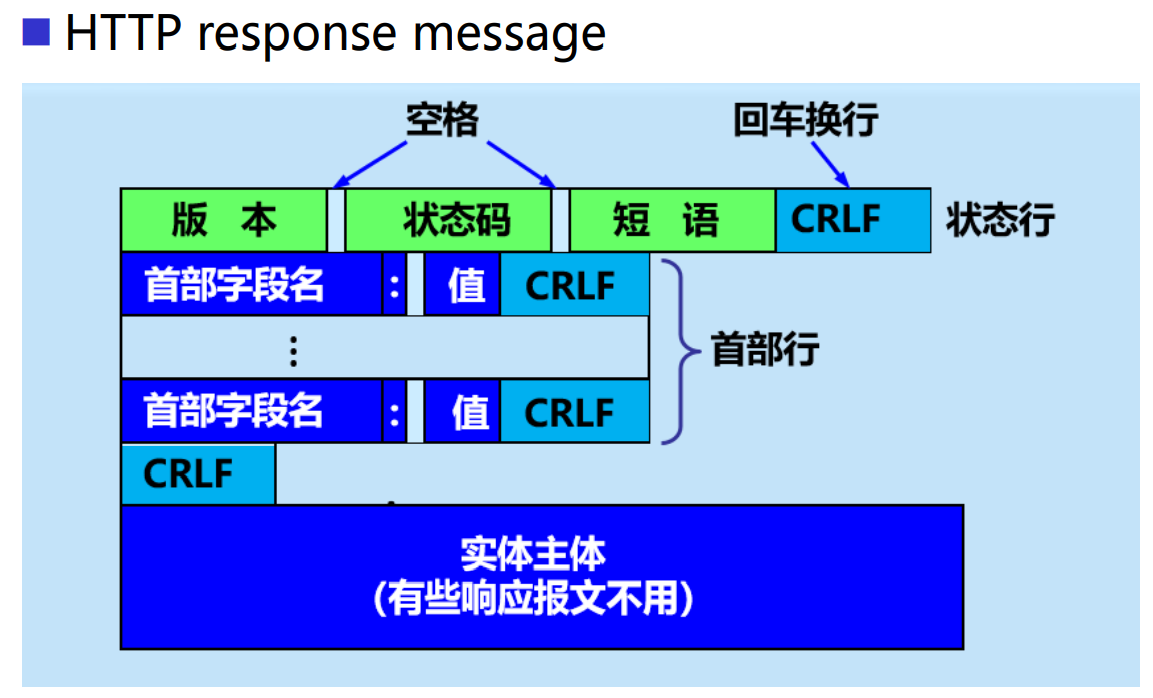 HTTP response message
空格 回车换行
版 本 状态码 短 语 CRLF 状态行
首部字段名 : 值 CRLF
⋮ 首部行
首部字段名 : 值 CRLF
CRLF
实体主体
(有些响应报文不用)